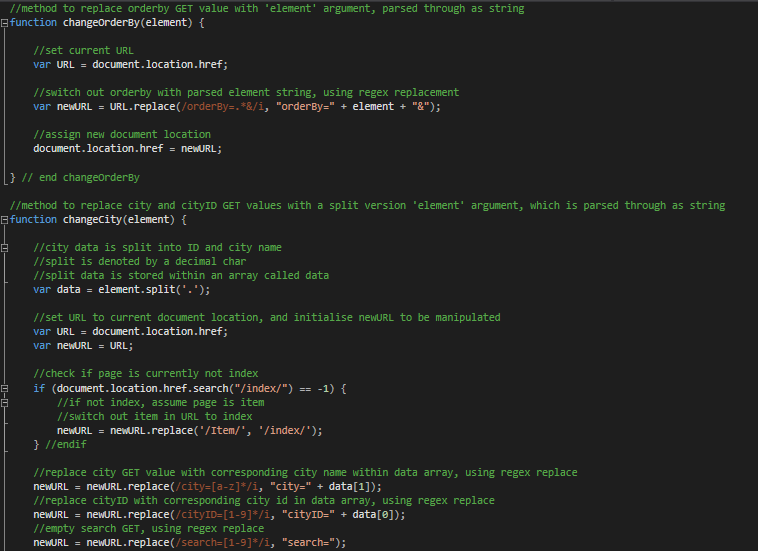 //method to replace orderby GET value with 'element' argument, parsed through as string
function changeOrderBy(element) {
//set current URL
var URL = document.location.href;
//switch out orderby with parsed element string, using regex replacement
var newURL = URL.replace(/orderBy=.*&/i, "orderBy=" + element + "&");
//assign new document location
document.location.href = newURL;
} // end changeOrderBy
//method to replace city and cityID GET values with a split version 'element' argument, which is parsed through as string
function changeCity(element) {
//city data is split into ID and city name
//split is denoted by a decimal char
//split data is stored within an array called data
var data = element.split('.');
//set URL to current document location, and initialise newURL to be manipulated
var URL = document.location.href;
var newURL = URL;
//check if page is currently not index
if (document.location.href.search("/index/") == -1) {
//if not index, assume page is item
//switch out item in URL to index
newURL = newURL.replace('/Item/', '/index/');
} //endif
//replace city GET value with corresponding city name within data array, using regex replace
newURL = newURL.replace(/city=[a-z]*/i, "city=" + data[1]);
//replace cityID with corresponding city id in data array, using regex replace
newURL = newURL.replace(/cityID=[1-9]*/i, "cityID=" + data[0]);
//empty search GET, using regex replace
newURL = newURL.replace(/search=[1-9]*/i, "search=");